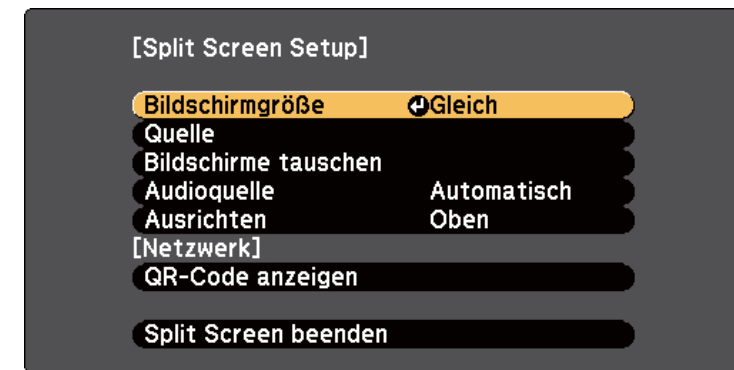 [Split Screen Setup]
Bildschirmgröße Gleich
Quelle
Bildschirme tauschen
Audioquelle Automatisch
Ausrichten Oben
[Netzwerk]
QR-Code anzeigen
Split Screen beenden